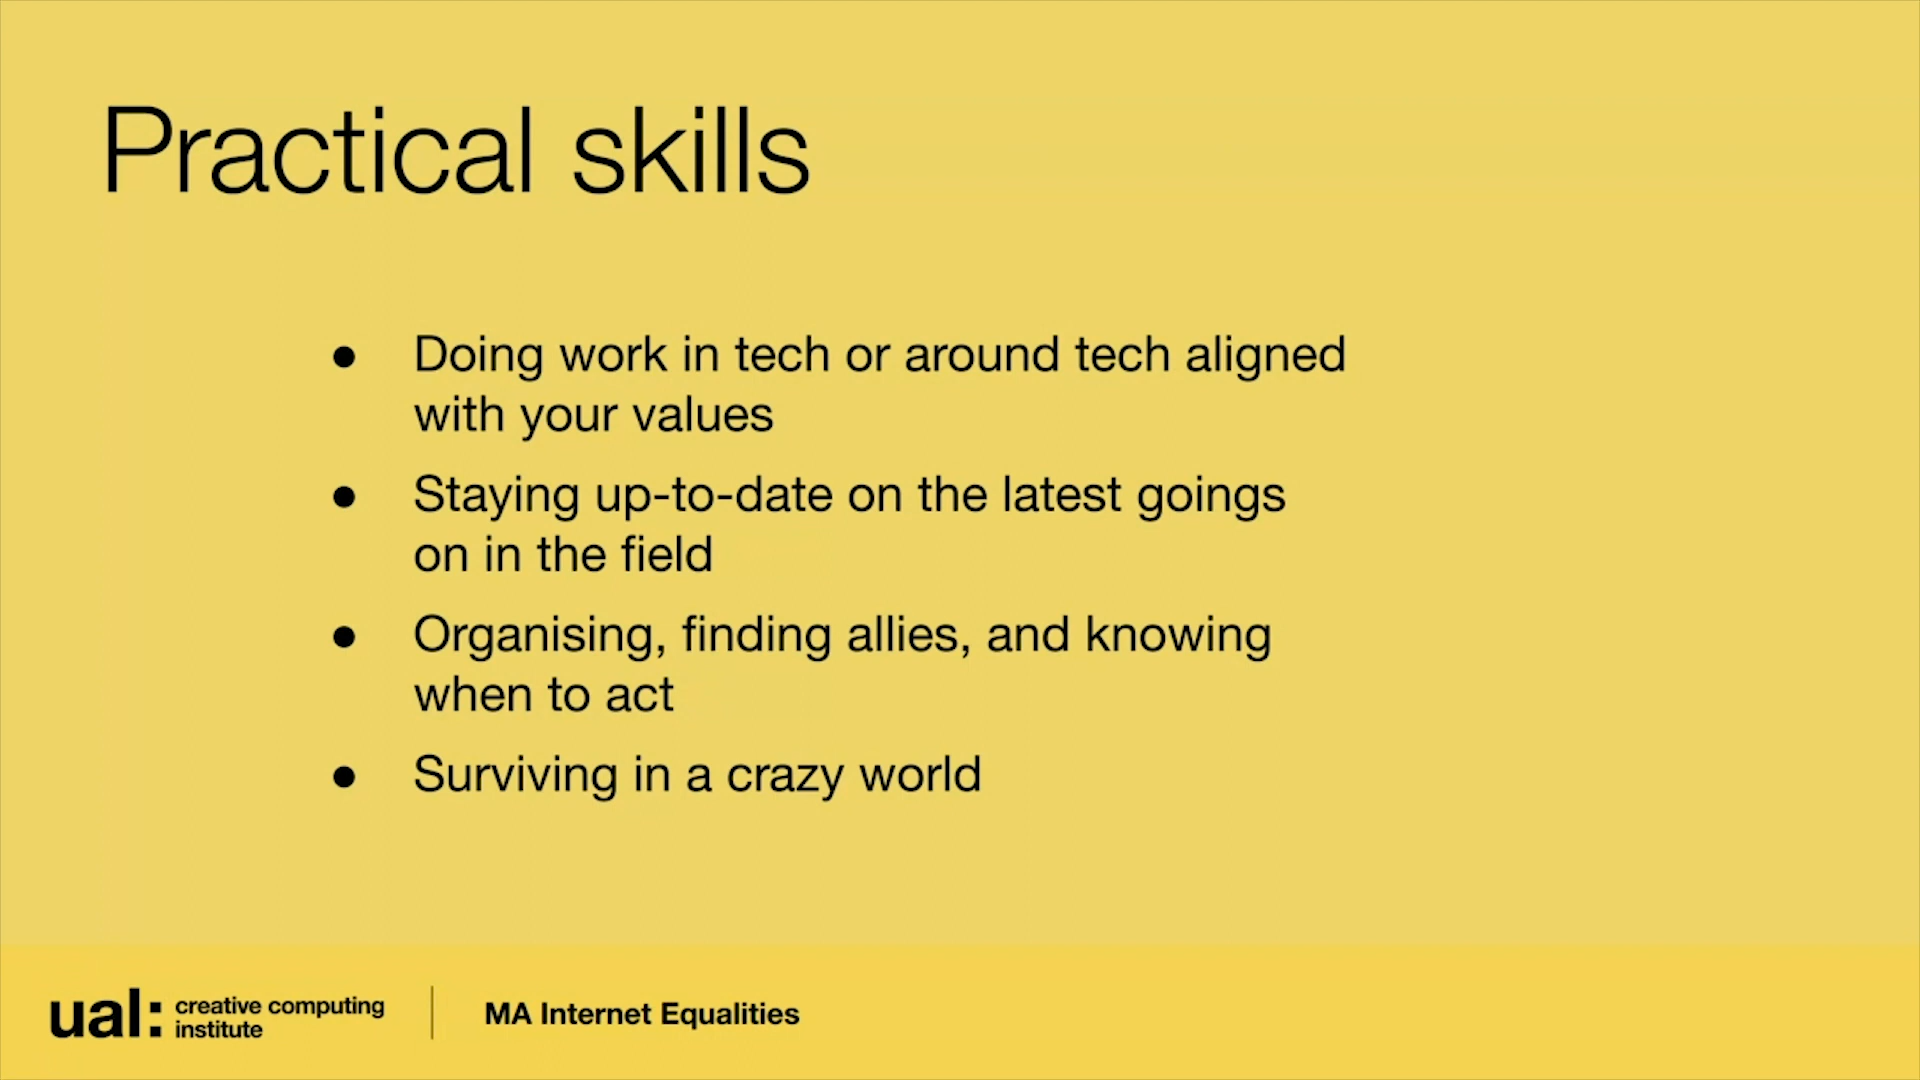 Practical skills
● Doing work in tech or around tech aligned
with your values
● Staying up-to-date on the latest goings
on in the field
● Organising, finding allies, and knowing
when to act
● Surviving in a crazy world
ual: creative computing
institute
MA Internet Equalities